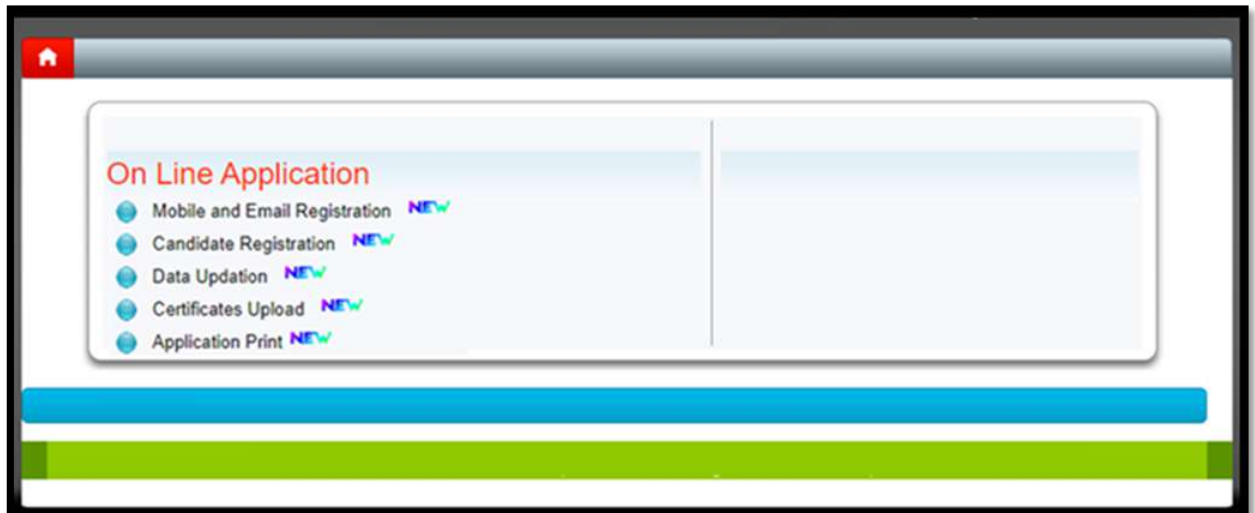 On Line Application
Mobile and Email Registration NEW
Candidate Registration NEW
Data Updation NEW
Certificates Upload NEW
Application Print NEW